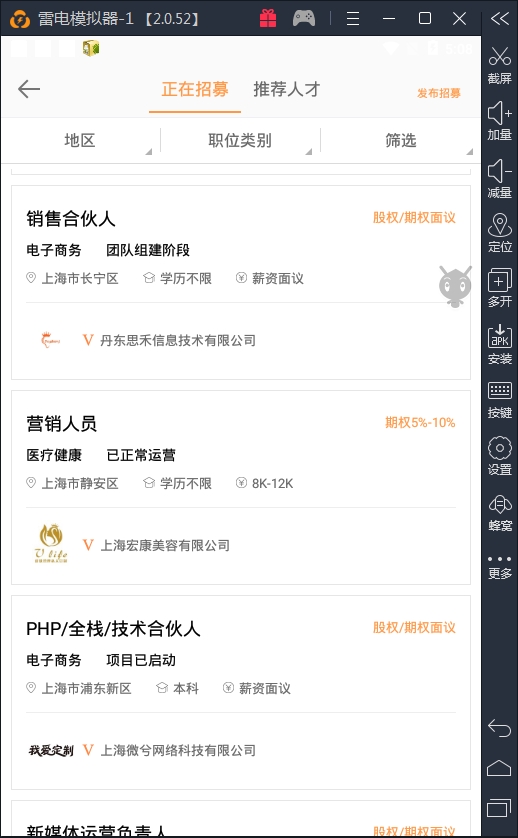 雷电模拟器-1 【2.0.52】
正在招募 推荐人才 发布招募
地区 职位类别 筛选
销售合伙人 股权/期权面议
电子商务 团队组建阶段
上海市长宁区 学历不限 薪资面议
V 丹东思禾信息技术有限公司
营销人员 期权5%-10%
医疗健康 已正常运营
上海市静安区 学历不限 8K-12K
V life
V 上海宏康美容有限公司
PHP/全栈/技术合伙人 股权/期权面议
电子商务 项目已启动
上海市浦东新区 本科 薪资面议
我爱定制 V 上海微兮网络科技有限公司
新媒体运营负责人 股权/期权面议
截屏
加量
减量
定位
多开
APK
安装
按键
设置
蜂窝
更多